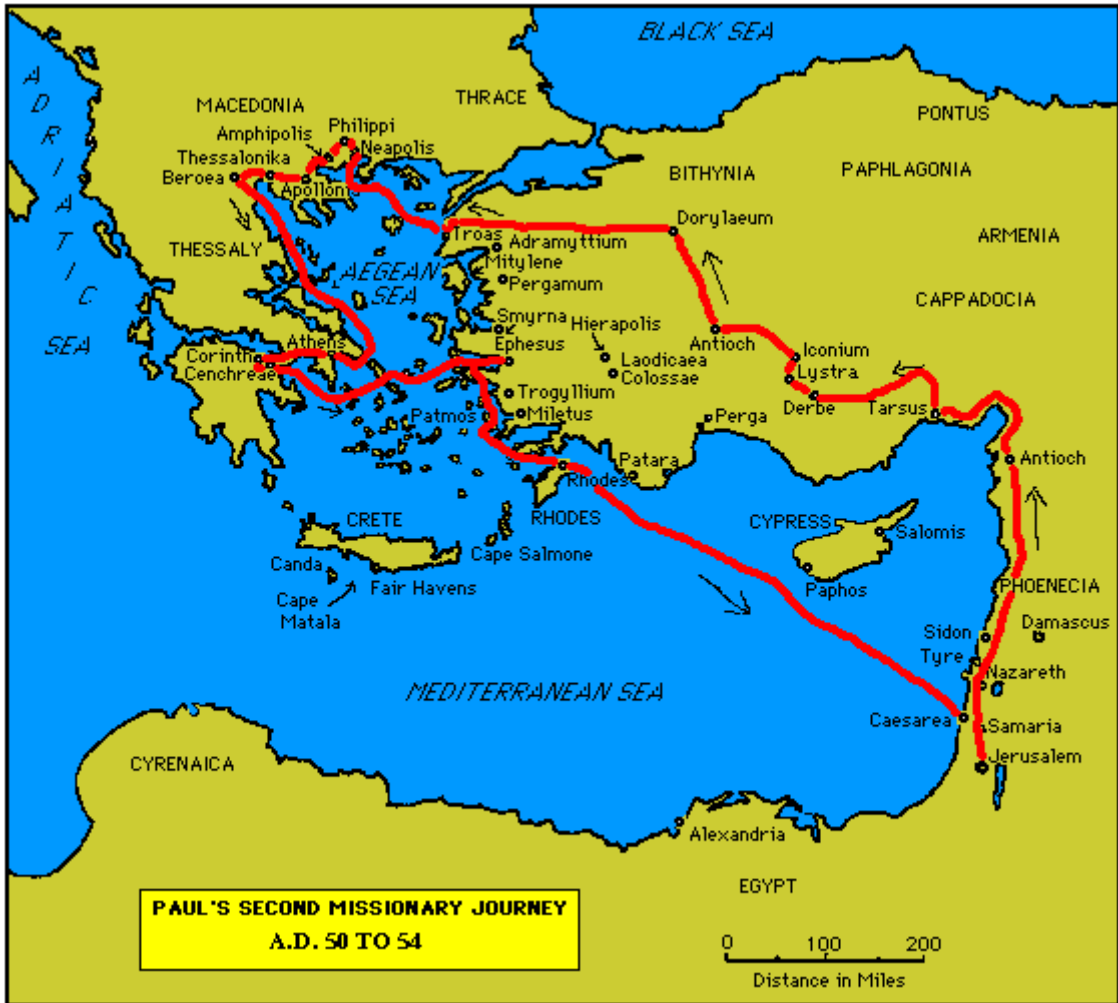 BLACK SEA
ADRIATIC SEA
MACEDONIA
THRACE
PONTUS
Philippi
Amphipolis
Neapolis
Thessalonika
Beroea
Apollonia
BITHYNIA
PAPHLAGONIA
Dorylaeum
ARMENIA
THESSALY
Troas
Adramyttium
AEGEAN
SEA
Mitylene
Pergamum
CAPPADOCIA
Smyrna
Hierapolis
Ephesus
Antioch
Athens
Iconium
Corinth
Laodicaea
Lystra
Cenchreae
Colossae
Trogyllium
Derbe
Tarsus
Patmos
Miletus
Perga
Patara
Antioch
Rhodes
CRETE
RHODES
CYPRESS
Salomis
Cape Salmone
Canda
Fair Havens
Paphos
PHOENECIA
Cape
Matala
Sidon
Damascus
Tyre
Nazareth
MEDITERRANEAN SEA
Caesarea
Samaria
Jerusalem
CYRENAICA
Alexandria
EGYPT
PAUL'S SECOND MISSIONARY JOURNEY
A.D. 50 TO 54
0 100 200
Distance in Miles